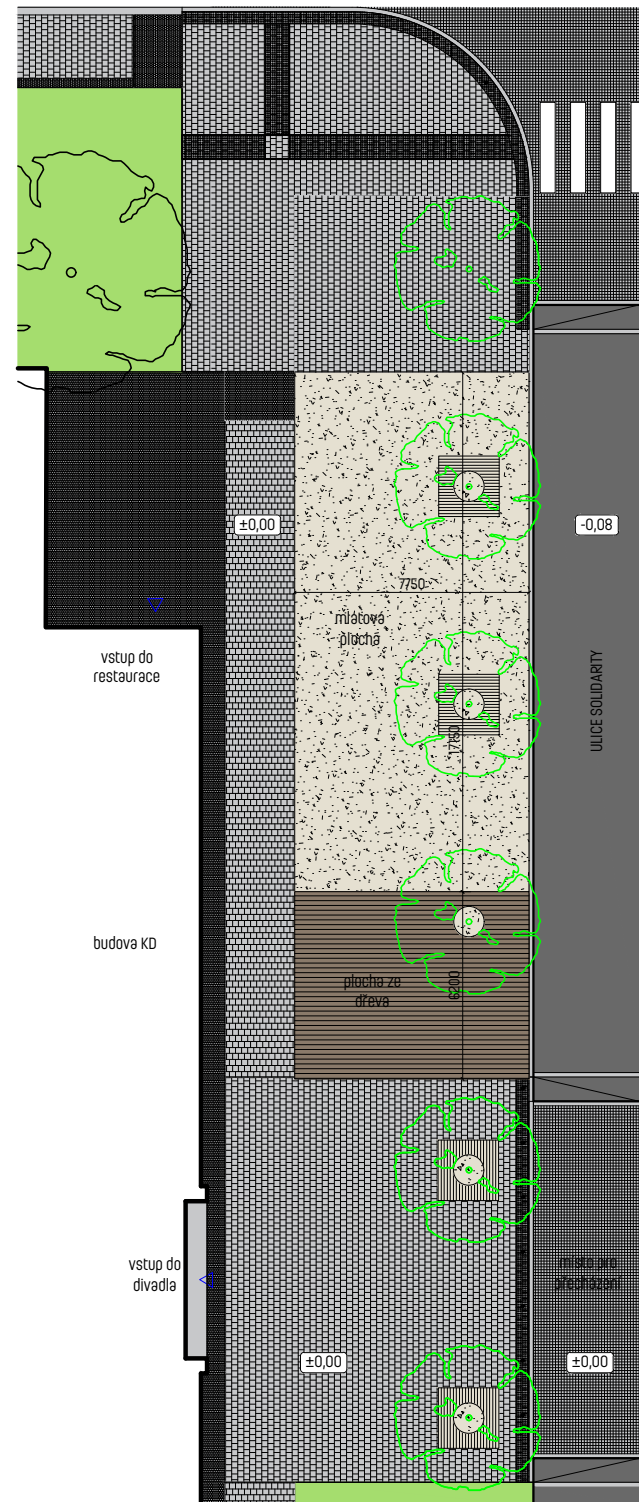 ±0,00
-0,08
7750
mlatová
plocha
vstup do
restaurace
ULICE SOLIDARITY
17150
budova KD
plocha ze
dřeva
6200
vstup do
divadla
místo pro
přecházení
±0,00
±0,00